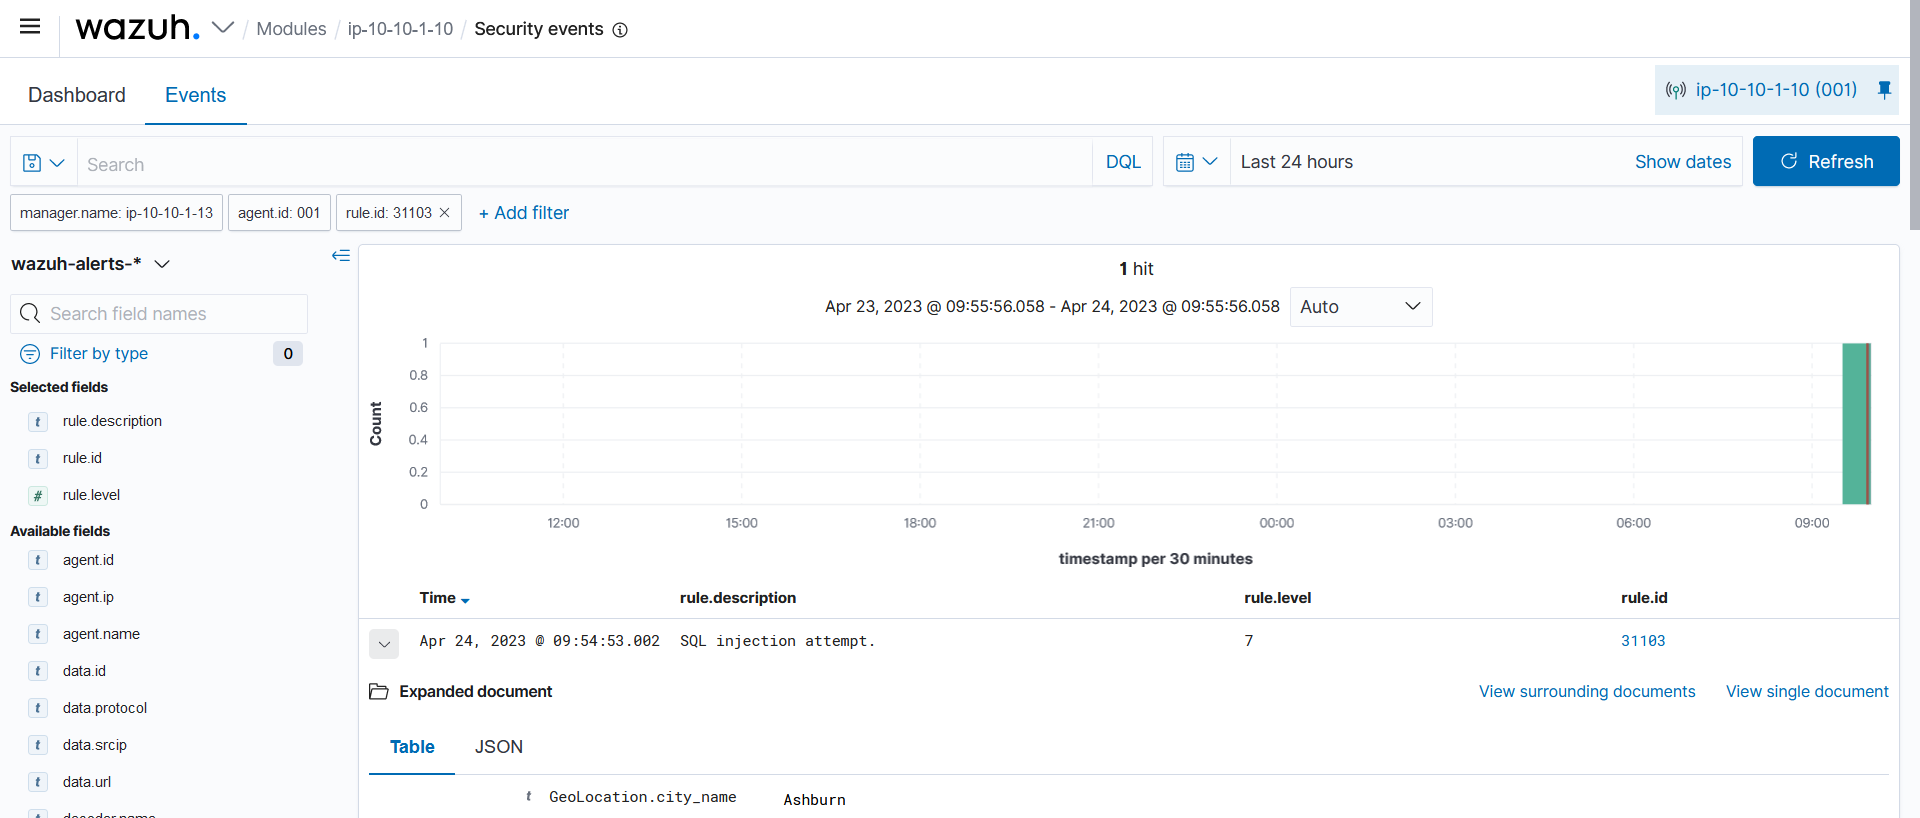 wazuh. / Modules / ip-10-10-1-10 / Security events
Dashboard Events ip-10-10-1-10 (001)
Search DQL Last 24 hours Show dates Refresh
manager.name: ip-10-10-1-13 agent.id: 001 rule.id: 31103 + Add filter
wazuh-alerts-*
Search field names
Filter by type 0
Selected fields
t rule.description
t rule.id
# rule.level
Available fields
t agent.id
t agent.ip
t agent.name
t data.id
t data.protocol
t data.srcip
t data.url
t decoder.name
1 hit
Apr 23, 2023 @ 09:55:56.058 - Apr 24, 2023 @ 09:55:56.058 Auto
Count
1
0.8
0.6
0.4
0.2
0
12:00 15:00 18:00 21:00 00:00 03:00 06:00 09:00
timestamp per 30 minutes
Time rule.description rule.level rule.id
Apr 24, 2023 @ 09:54:53.002 SQL injection attempt. 7 31103
Expanded document View surrounding documents View single document
Table JSON
t GeoLocation.city_name Ashburn